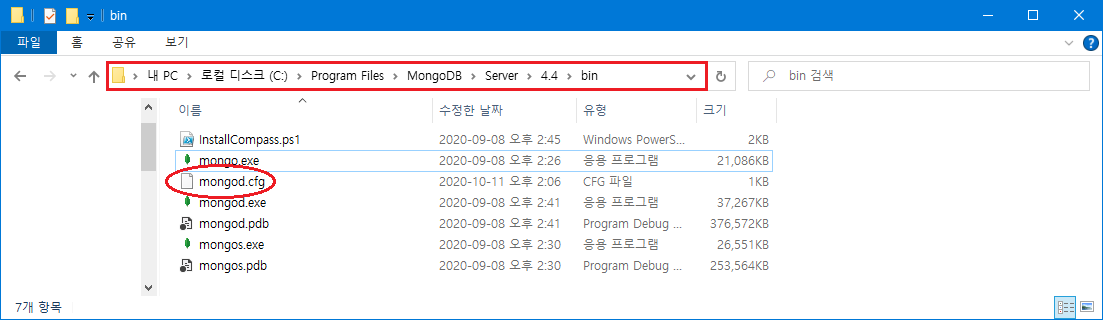 bin
파일 홈 공유 보기
내 PC > 로컬 디스크 (C:) > Program Files > MongoDB > Server > 4.4 > bin
bin 검색
이름 수정한 날짜 유형 크기
InstallCompass.ps1 2020-09-08 오후 2:45 Windows PowerS... 2KB
mongo.exe 2020-09-08 오후 2:26 응용 프로그램 21,086KB
mongod.cfg 2020-10-11 오후 2:06 CFG 파일 1KB
mongod.exe 2020-09-08 오후 2:41 응용 프로그램 37,267KB
mongod.pdb 2020-09-08 오후 2:41 Program Debug ... 376,572KB
mongos.exe 2020-09-08 오후 2:30 응용 프로그램 26,551KB
mongos.pdb 2020-09-08 오후 2:30 Program Debug ... 253,564KB
7개 항목